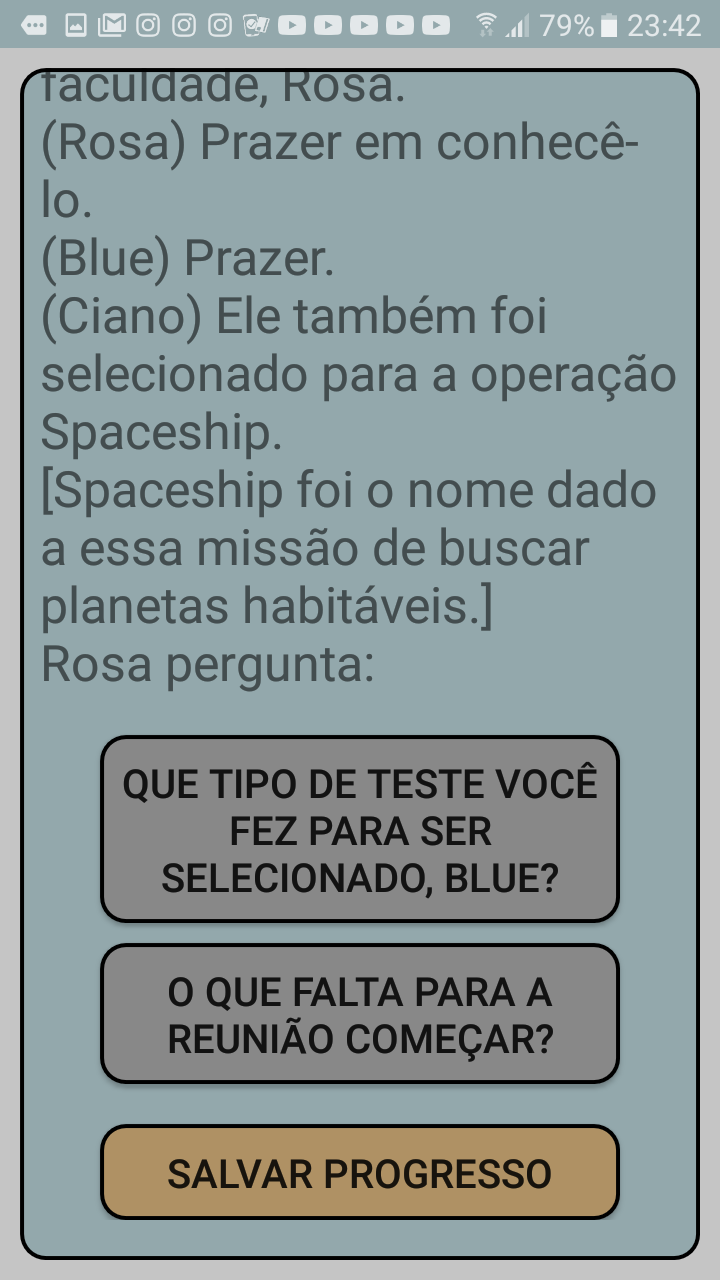 79% 23:42
faculdade, Rosa.
(Rosa) Prazer em conhecê-
lo.
(Blue) Prazer.
(Ciano) Ele também foi
selecionado para a operação
Spaceship.
[Spaceship foi o nome dado
a essa missão de buscar
planetas habitáveis.]
Rosa pergunta:
QUE TIPO DE TESTE VOCÊ
FEZ PARA SER
SELECIONADO, BLUE?
O QUE FALTA PARA A
REUNIÃO COMEÇAR?
SALVAR PROGRESSO